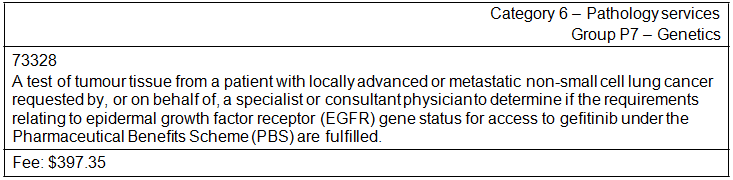 Category 6 – Pathology services
Group P7 – Genetics
73328
A test of tumour tissue from a patient with locally advanced or metastatic non-small cell lung cancer
requested by, or on behalf of, a specialist or consultant physician to determine if the requirements
relating to epidermal growth factor receptor (EGFR) gene status for access to gefitinib under the
Pharmaceutical Benefits Scheme (PBS) are fulfilled.
Fee: $397.35